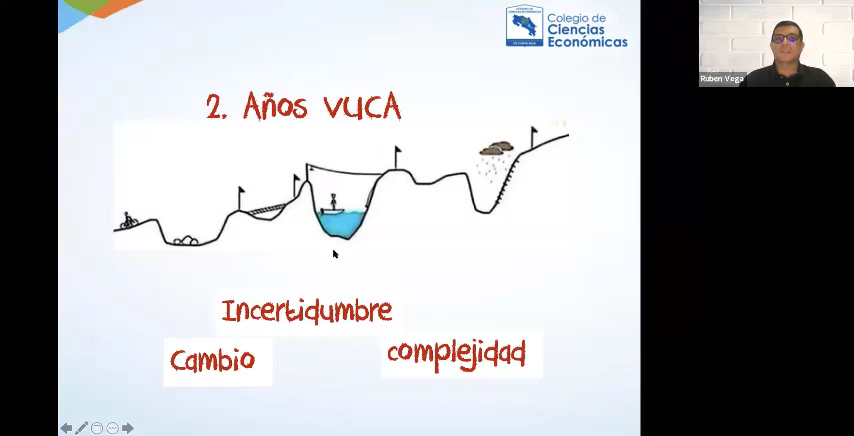 Colegio de
Ciencias
Económicas
Ruben Vega
2. Años VUCA
Incertidumbre
Cambio
complejidad